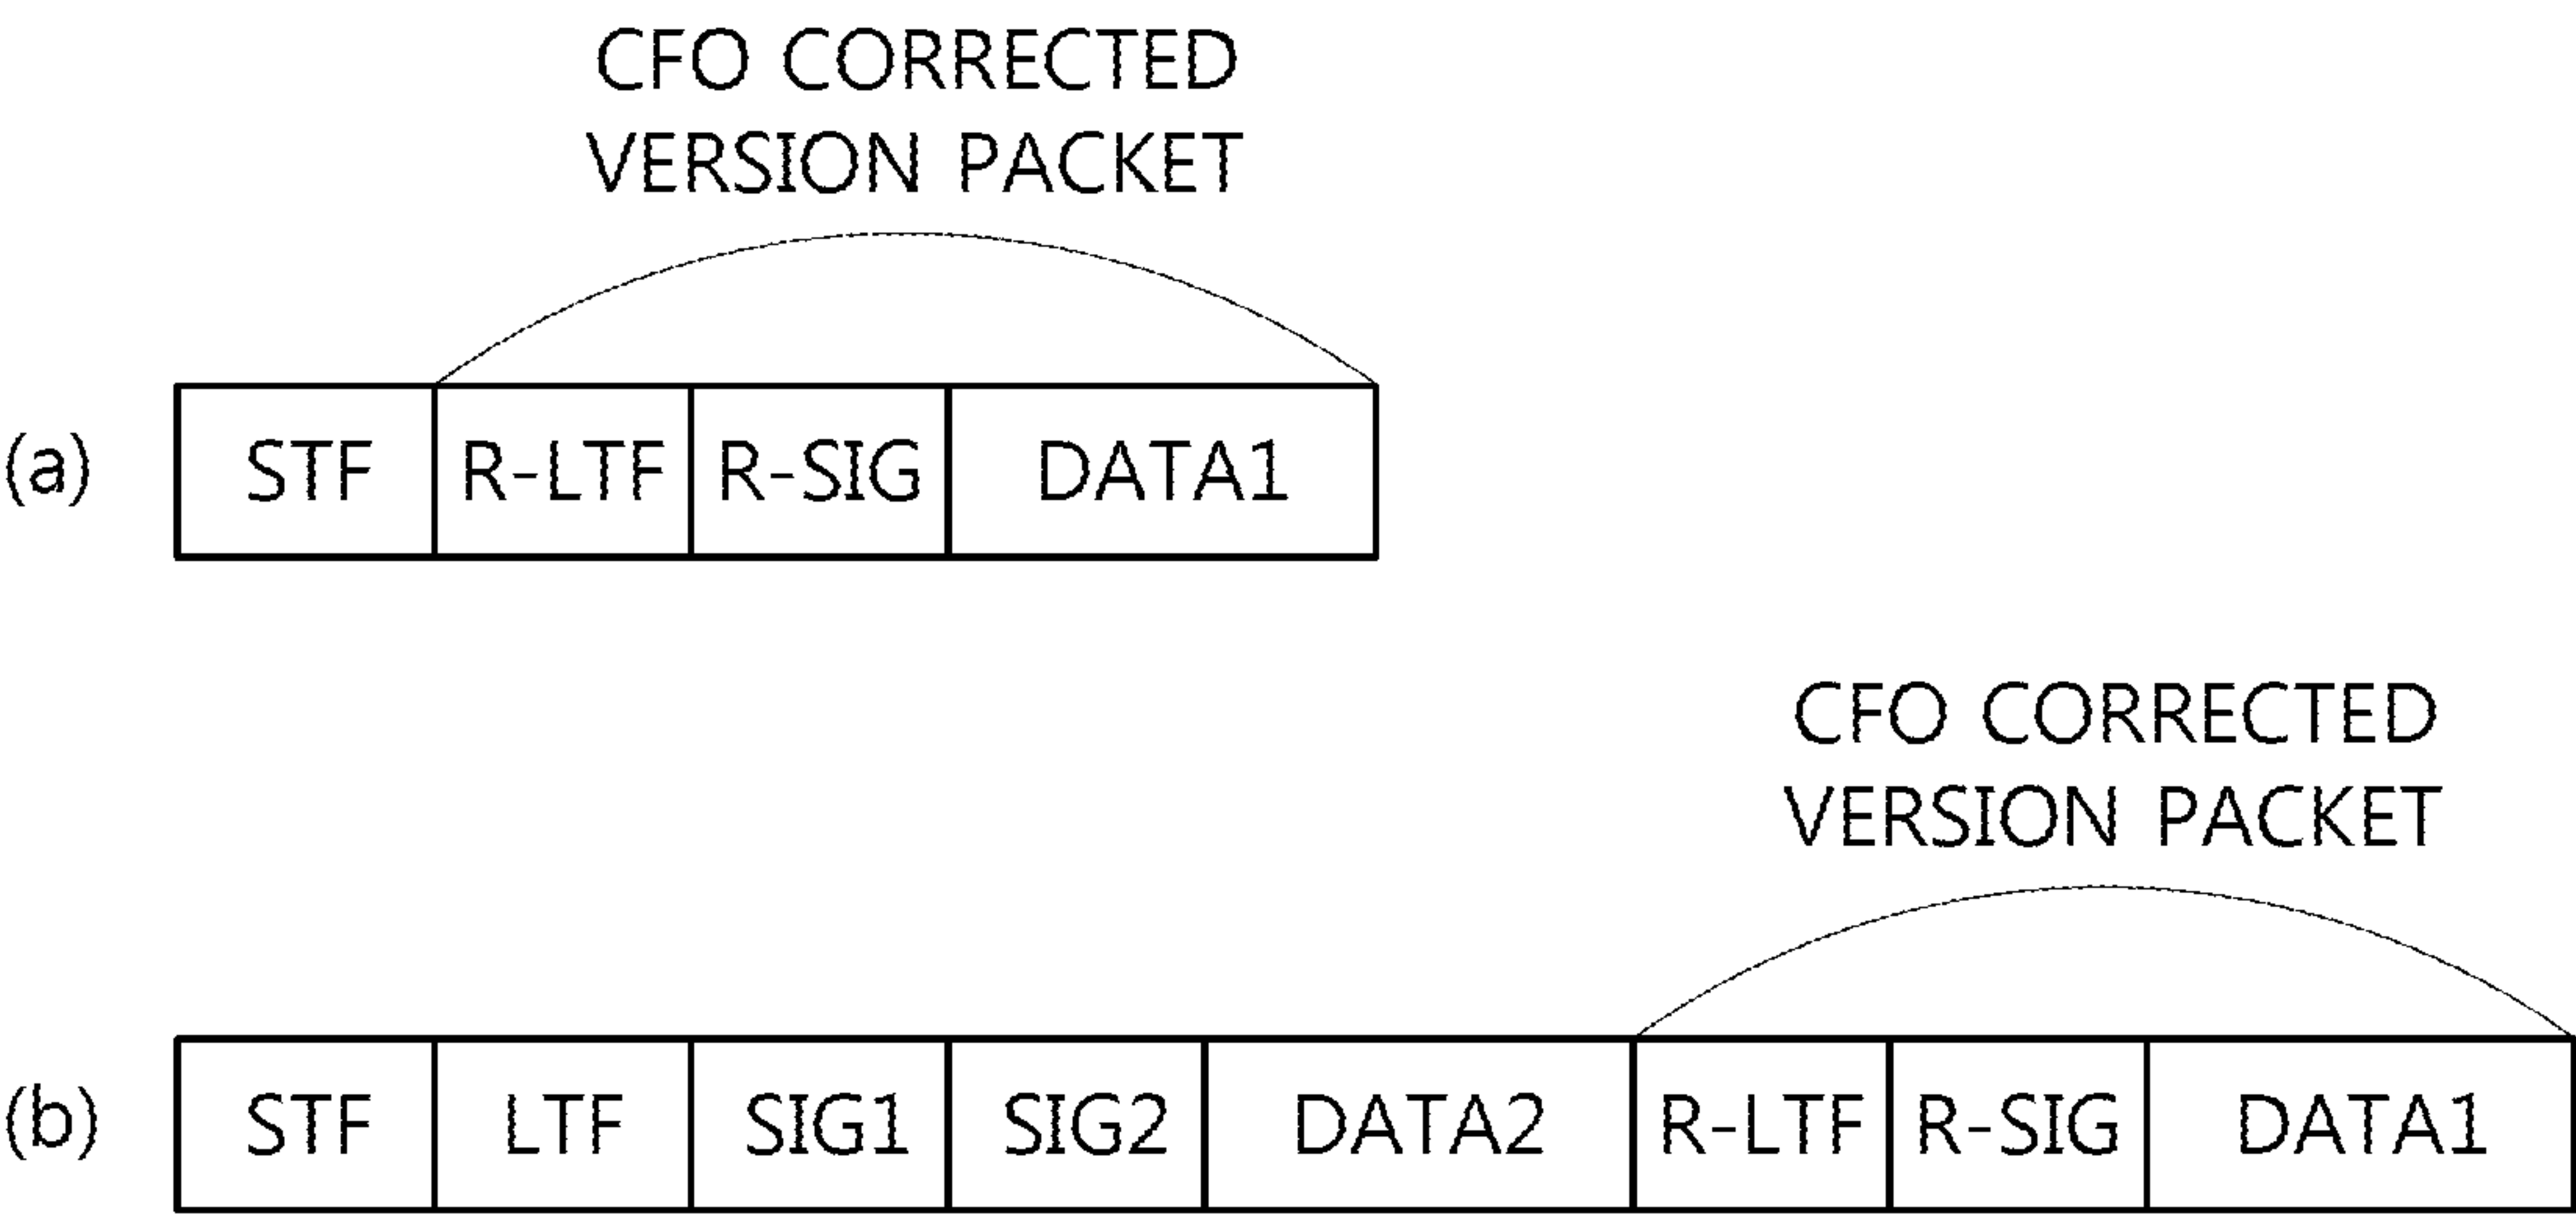 CFO CORRECTED
VERSION PACKET
(a) STF R-LTF R-SIG DATA1
CFO CORRECTED
VERSION PACKET
(b) STF LTF SIG1 SIG2 DATA2 R-LTF R-SIG DATA1